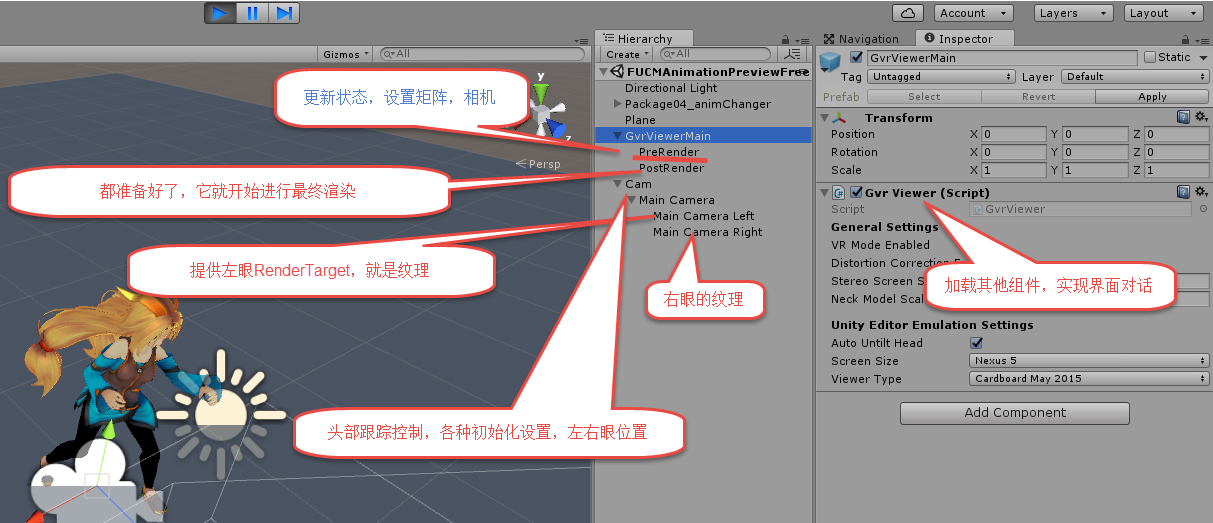 Account
Layers
Layout
Gizmos
All
y
Persp
Hierarchy
Create
All
FUCMAnimationPreviewFree
Directional Light
Package04_animChanger
Plane
GvrViewerMain
PreRender
PostRender
Cam
Main Camera
Main Camera Left
Main Camera Right
更新状态，设置矩阵，相机
都准备好了，它就开始进行最终渲染
提供左眼RenderTarget，就是纹理
右眼的纹理
头部跟踪控制，各种初始化设置，左右眼位置
Navigation
Inspector
GvrViewerMain
Static
Tag Untagged Layer Default
Prefab Select Revert Apply
Transform
Position X 0 Y 0 Z 0
Rotation X 0 Y 0 Z 0
Scale X 1 Y 1 Z 1
Gvr Viewer (Script)
Script GvrViewer
General Settings
VR Mode Enabled
Distortion Correction
Stereo Screen S
Neck Model Scal
加载其他组件，实现界面对话
Unity Editor Emulation Settings
Auto Untilt Head
Screen Size Nexus 5
Viewer Type Cardboard May 2015
Add Component